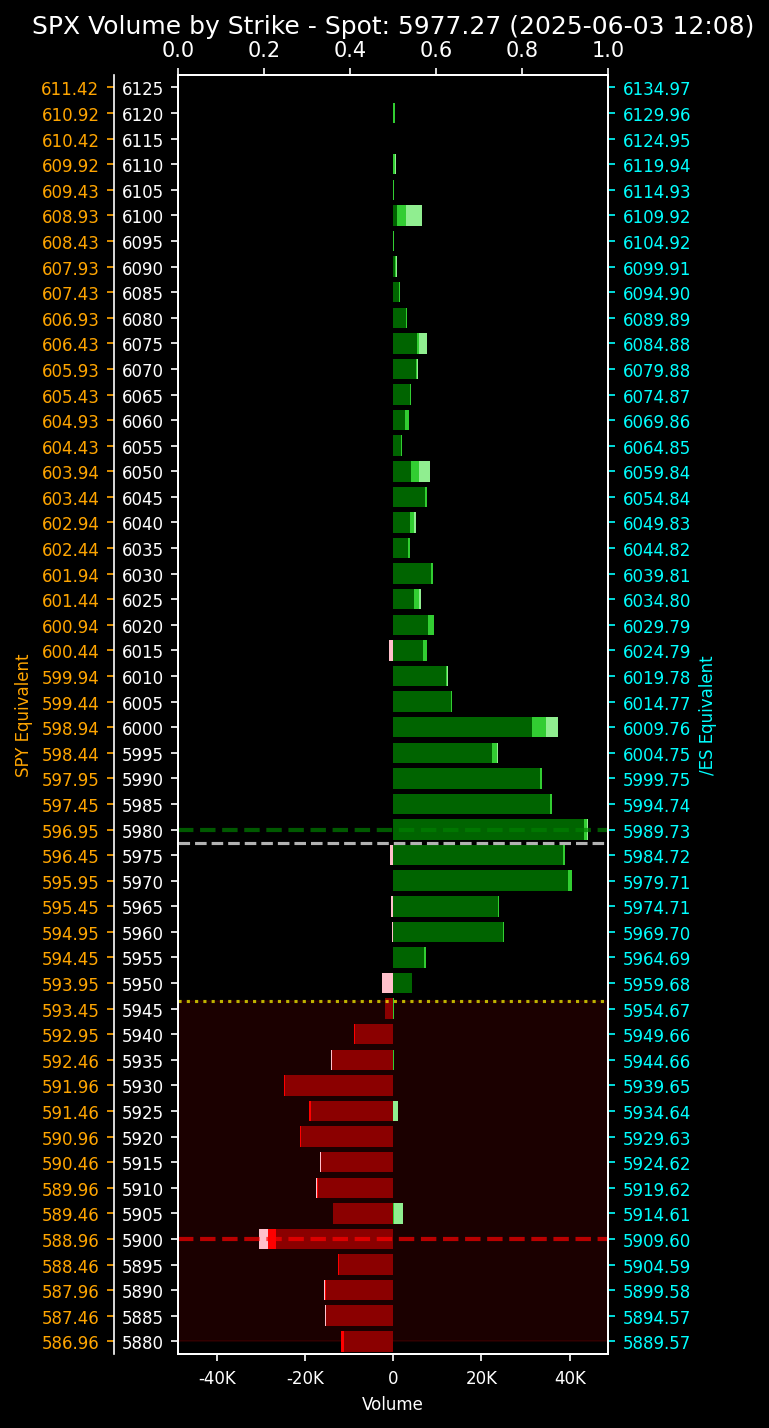 SPX Volume by Strike - Spot: 5977.27 (2025-06-03 12:08)
0.0 0.2 0.4 0.6 0.8 1.0
611.42 6125 6134.97
610.92 6120 6129.96
610.42 6115 6124.95
609.92 6110 6119.94
609.43 6105 6114.93
608.93 6100 6109.92
608.43 6095 6104.92
607.93 6090 6099.91
607.43 6085 6094.90
606.93 6080 6089.89
606.43 6075 6084.88
605.93 6070 6079.88
605.43 6065 6074.87
604.93 6060 6069.86
604.43 6055 6064.85
603.94 6050 6059.84
603.44 6045 6054.84
602.94 6040 6049.83
602.44 6035 6044.82
601.94 6030 6039.81
601.44 6025 6034.80
600.94 6020 6029.79
600.44 6015 6024.79
599.94 6010 6019.78
599.44 6005 6014.77
598.94 6000 6009.76
598.44 5995 6004.75
597.95 5990 5999.75
597.45 5985 5994.74
596.95 5980 5989.73
596.45 5975 5984.72
595.95 5970 5979.71
595.45 5965 5974.71
594.95 5960 5969.70
594.45 5955 5964.69
593.95 5950 5959.68
593.45 5945 5954.67
592.95 5940 5949.66
592.46 5935 5944.66
591.96 5930 5939.65
591.46 5925 5934.64
590.96 5920 5929.63
590.46 5915 5924.62
589.96 5910 5919.62
589.46 5905 5914.61
588.96 5900 5909.60
588.46 5895 5904.59
587.96 5890 5899.58
587.46 5885 5894.57
586.96 5880 5889.57
SPY Equivalent
/ES Equivalent
-40K -20K 0 20K 40K
Volume